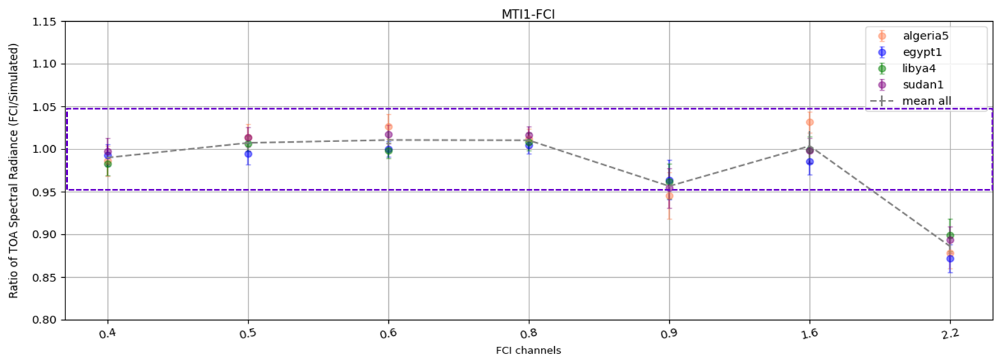 MTI1-FCI
Ratio of TOA Spectral Radiance (FCI/Simulated)
1.15
1.10
1.05
1.00
0.95
0.90
0.85
0.80
algeria5
egypt1
libya4
sudan1
mean all
0.4 0.5 0.6 0.8 0.9 1.6 2.2
FCI channels